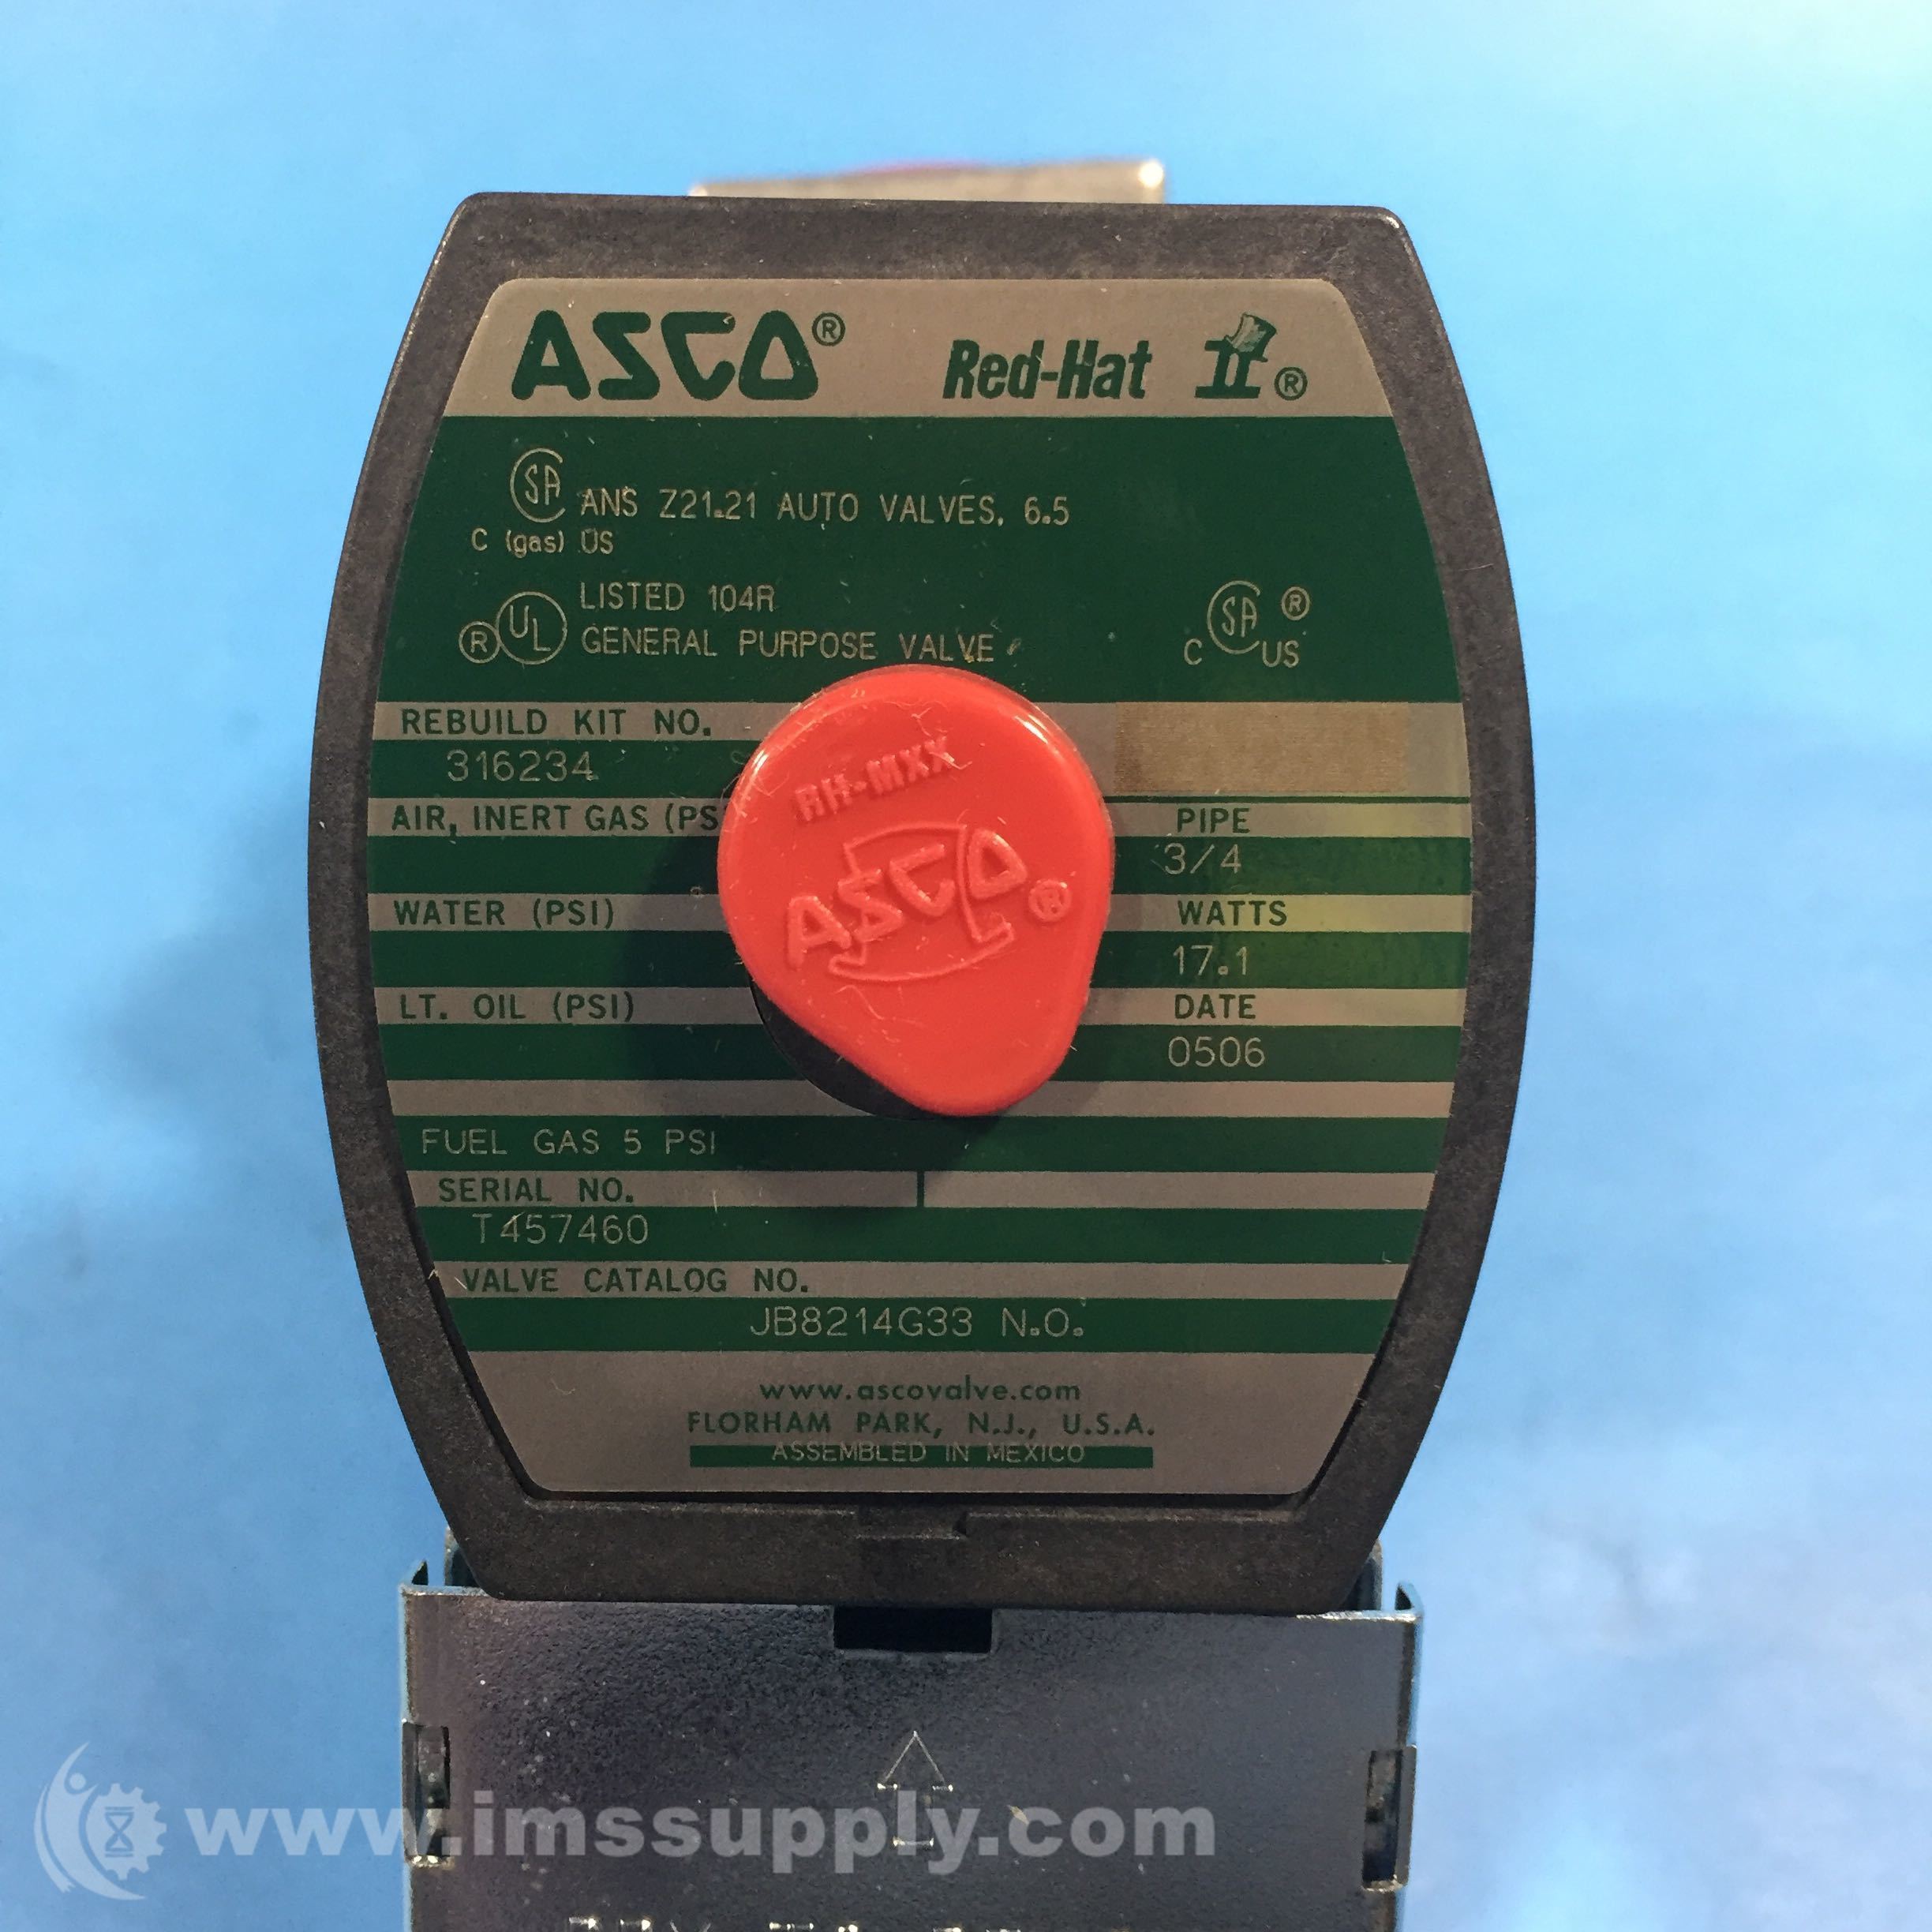 ASCO® Red-Hat II®
SA ANS Z21.21 AUTO VALVES, 6.5
C (gas) US
LISTED 104R
® UL GENERAL PURPOSE VALVE
C SA ® US
REBUILD KIT NO.
316234
RH-MXX
ASCO®
AIR, INERT GAS (PS
PIPE
3/4
WATER (PSI)
WATTS
17.1
LT. OIL (PSI)
DATE
0506
FUEL GAS 5 PSI
SERIAL NO.
T457460
VALVE CATALOG NO.
JB8214G33 N.O.
www.ascovalve.com
FLORHAM PARK, N.J., U.S.A.
ASSEMBLED IN MEXICO
www.imssupply.com